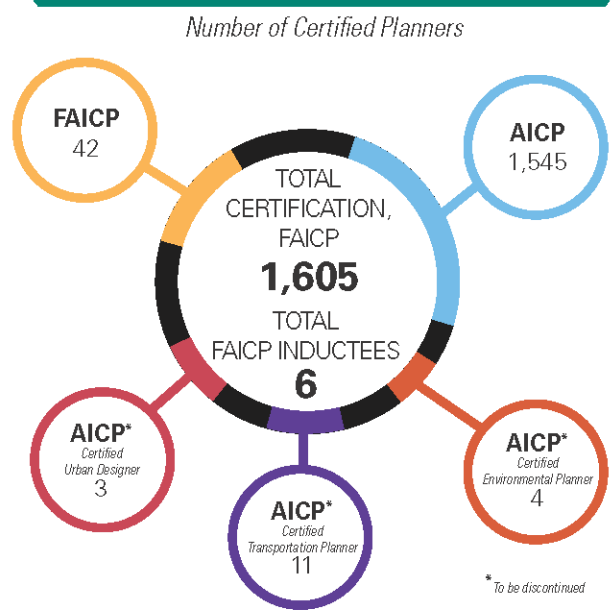 Number of Certified Planners
FAICP
42
AICP
1,545
TOTAL
CERTIFICATION,
FAICP
1,605
TOTAL
FAICP INDUCTEES
6
AICP*
Certified
Urban Designer
3
AICP*
Certified
Transportation Planner
11
AICP*
Certified
Environmental Planner
4
* To be discontinued